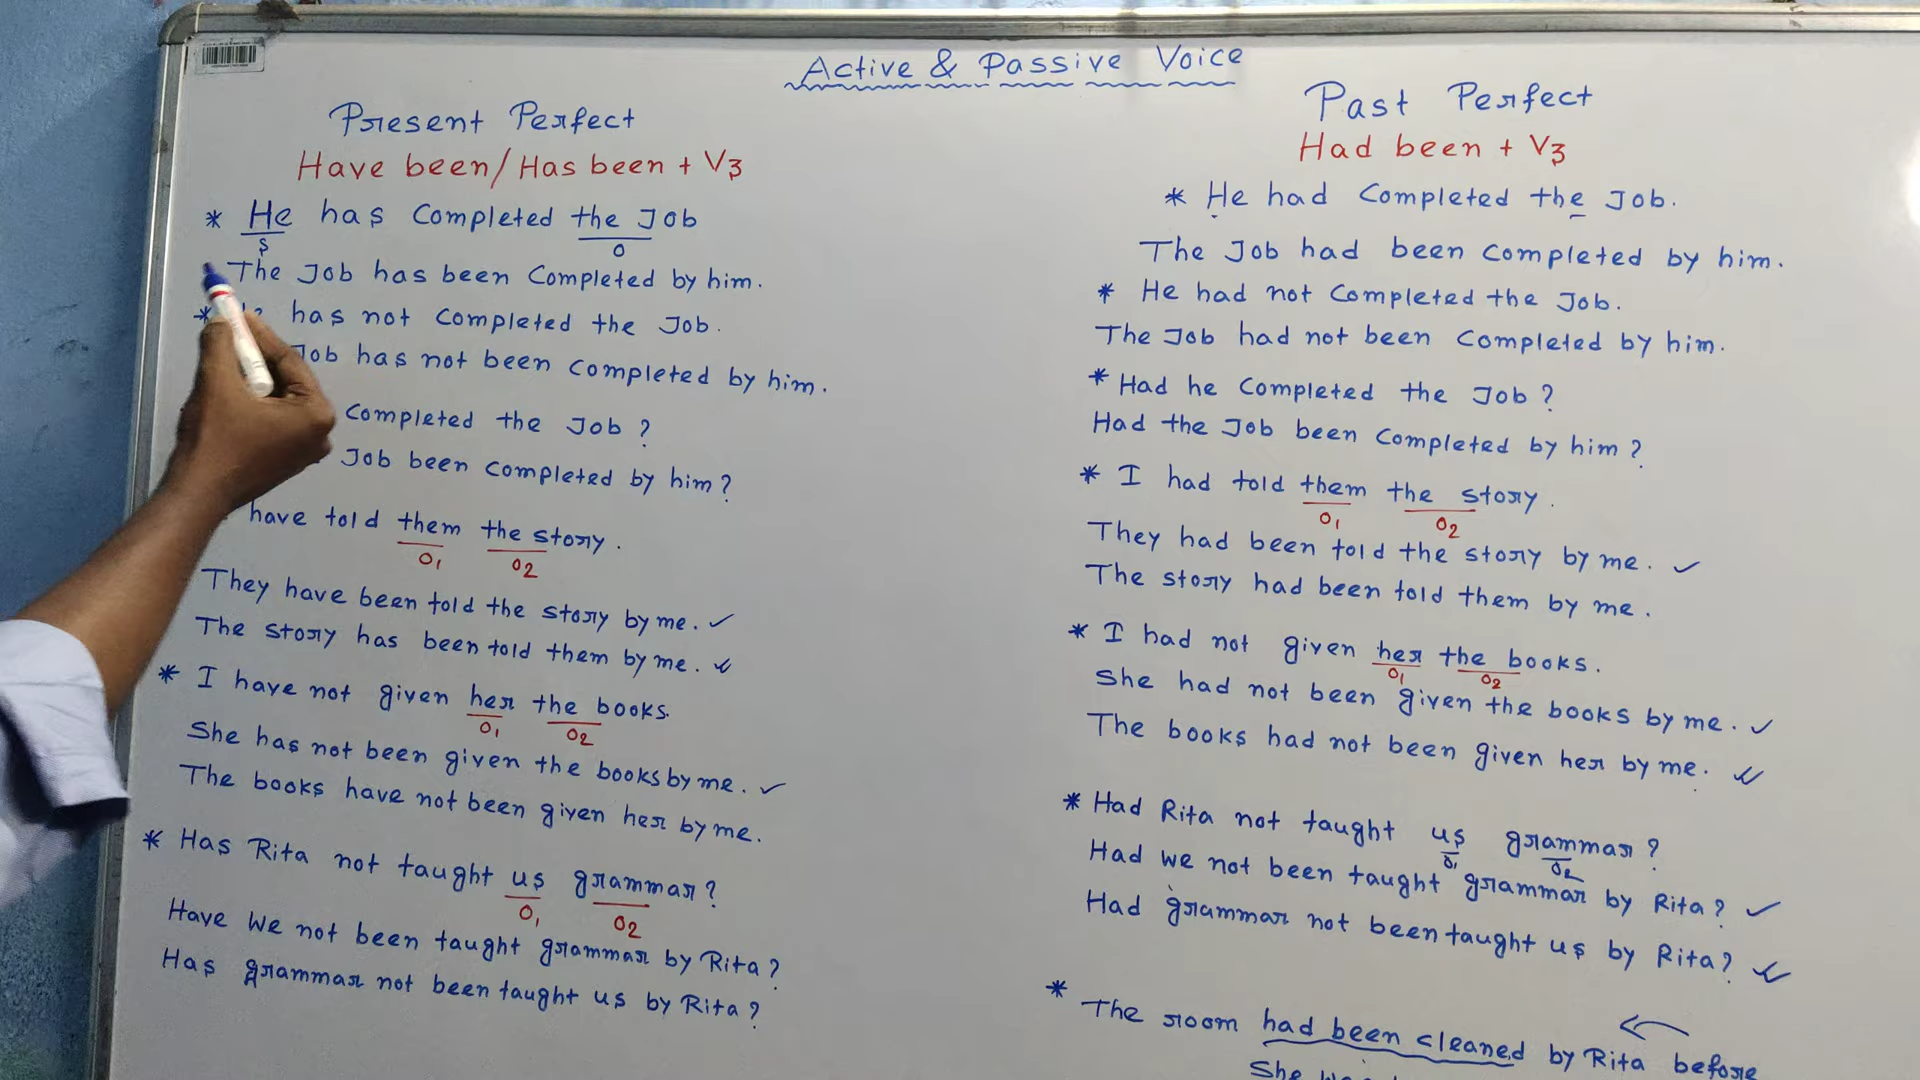 Active & Passive Voice
Present Perfect
Have been/Has been + V3
* He has completed the Job
S O
The Job has been completed by him.
* has not completed the Job.
Job has not been completed by him.
completed the Job?
Job been completed by him?
have told them the story.
O1 O2
They have been told the story by me. ✓
The story has been told them by me. ✓
* I have not given her the books.
O1 O2
She has not been given the books by me. ✓
The books have not been given her by me.
* Has Rita not taught us grammar?
O1 O2
Have we not been taught grammar by Rita?
Has grammar not been taught us by Rita?
Past Perfect
Had been + V3
* He had completed the Job.
The Job had been completed by him.
* He had not completed the Job.
The Job had not been completed by him.
* Had he completed the Job?
Had the Job been completed by him?
* I had told them the story.
O1 O2
They had been told the story by me. ✓
The story had been told them by me.
* I had not given her the books.
O1 O2
She had not been given the books by me. ✓
The books had not been given her by me. ✓
* Had Rita not taught us grammar?
O1 O2
Had we not been taught grammar by Rita? ✓
Had grammar not been taught us by Rita? ✓
* The room had been cleaned by Rita before
She